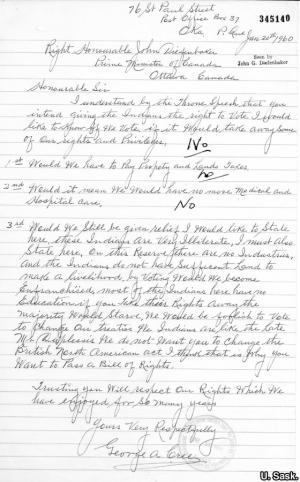 76 St Paul Street
Post Office Box 37
Oka P. Que
Jan 20th 1960
345140
Seen by
John G. Diefenbaker
Right Honourable John Diefenbaker
Prime Minister of Canada
Ottawa Canada
Honourable Sir
I understand by the Throne Speech that you
intend giving the Indians the right to Vote I would
like to know if We Vote if it Would take away some
of our rights and Privileges,
No
1st Would We have to Pay Property and Lands Taxes
No
2nd Would it mean We Would have no more Medical and
Hospital care,
No
3rd Would We Still be given relief I Would like to State
here, these Indians are Very Illiterate, I must also
State here, On this Reserve there are no Industries,
And the Indians do not have Land to
make a livelihood, by Voting Would we become
Enfranchised, most of the Indians here have no
Education, if you Take these Rights away the
majority Would Starve, We Would be to Vote
to change Our Treaties We Indians are like the late
Mr. Duplessis We do not Want you to change the
British North American act I think that is Why you
Want to Pass a Bill of Rights.
Trusting you Will respect Our Rights Which We
have enjoyed for So many years
Yours Very Respectfully
George A Cree
U. Sask.